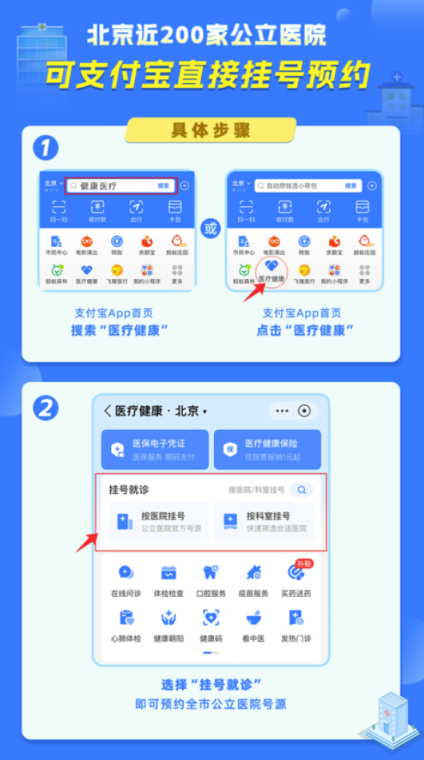 北京近200家公立医院
可支付宝直接挂号预约
具体步骤
1
北京
健康医疗
搜索
扫一扫
收付款
出行
卡包
市民中心
电影演出
转账
余额宝
蚂蚁庄园
蚂蚁森林
医疗健康
飞猪旅行
我的小程序
更多
支付宝App首页
搜索“医疗健康”
或
北京
搜索
扫一扫
收付款
出行
卡包
市民中心
电影演出
转账
余额宝
蚂蚁庄园
蚂蚁森林
医疗健康
飞猪旅行
我的小程序
更多
支付宝App首页
点击“医疗健康”
2
医疗健康·北京
医保电子凭证
医保服务 刷码支付
医疗健康保险
住院费报销1元起
挂号就诊
搜医院/科室挂号
按医院挂号
公立医院官方号源
按科室挂号
快速筛选合适医院
补贴
在线问诊
体检检查
口腔服务
疫苗服务
买药送药
心肺体检
健康朝阳
健康码
看中医
发热门诊
选择“挂号就诊”
即可预约全市公立医院号源